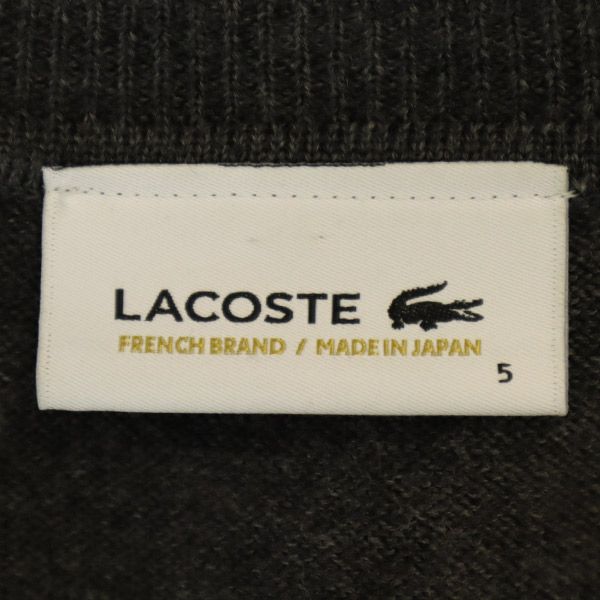 LACOSTE
FRENCH BRAND / MADE IN JAPAN
5